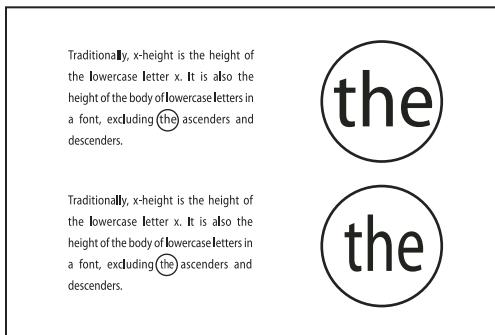 Traditionally, x-height is the height of
the lowercase letter x. It is also the
height of the body of lowercase letters in
a font, excluding the ascenders and
descenders.
the
Traditionally, x-height is the height of
the lowercase letter x. It is also the
height of the body of lowercase letters in
a font, excluding the ascenders and
descenders.
the